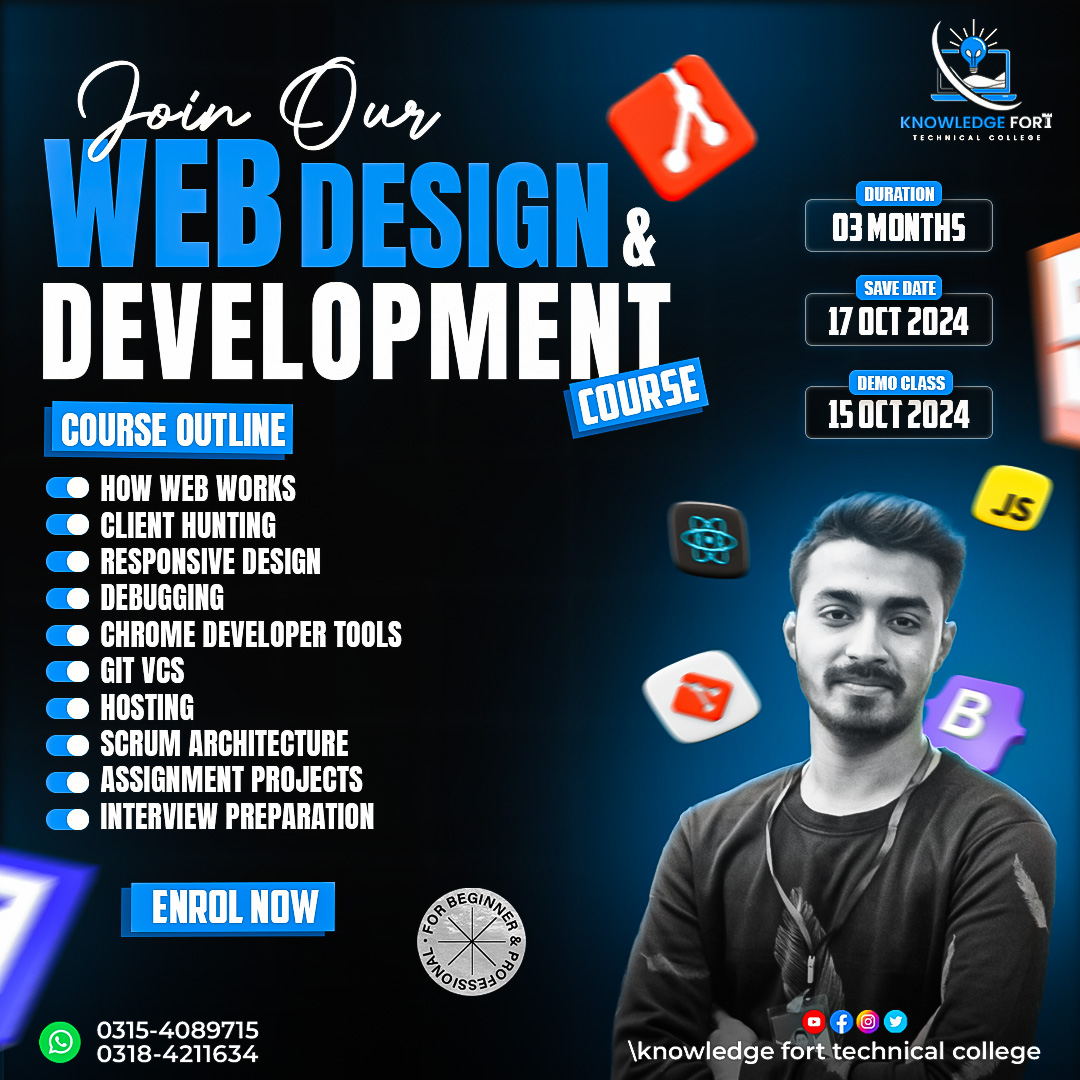 Join Our
WEB DESIGN &
DEVELOPMENT
COURSE
KNOWLEDGE FORT
TECHNICAL COLLEGE
DURATION
03 MONTHS
SAVE DATE
17 OCT 2024
DEMO CLASS
15 OCT 2024
COURSE OUTLINE
HOW WEB WORKS
CLIENT HUNTING
RESPONSIVE DESIGN
DEBUGGING
CHROME DEVELOPER TOOLS
GIT VCS
HOSTING
SCRUM ARCHITECTURE
ASSIGNMENT PROJECTS
INTERVIEW PREPARATION
JS
B
ENROL NOW
FOR BEGINNER & PROFESSIONAL
0315-4089715
0318-4211634
\knowledge fort technical college